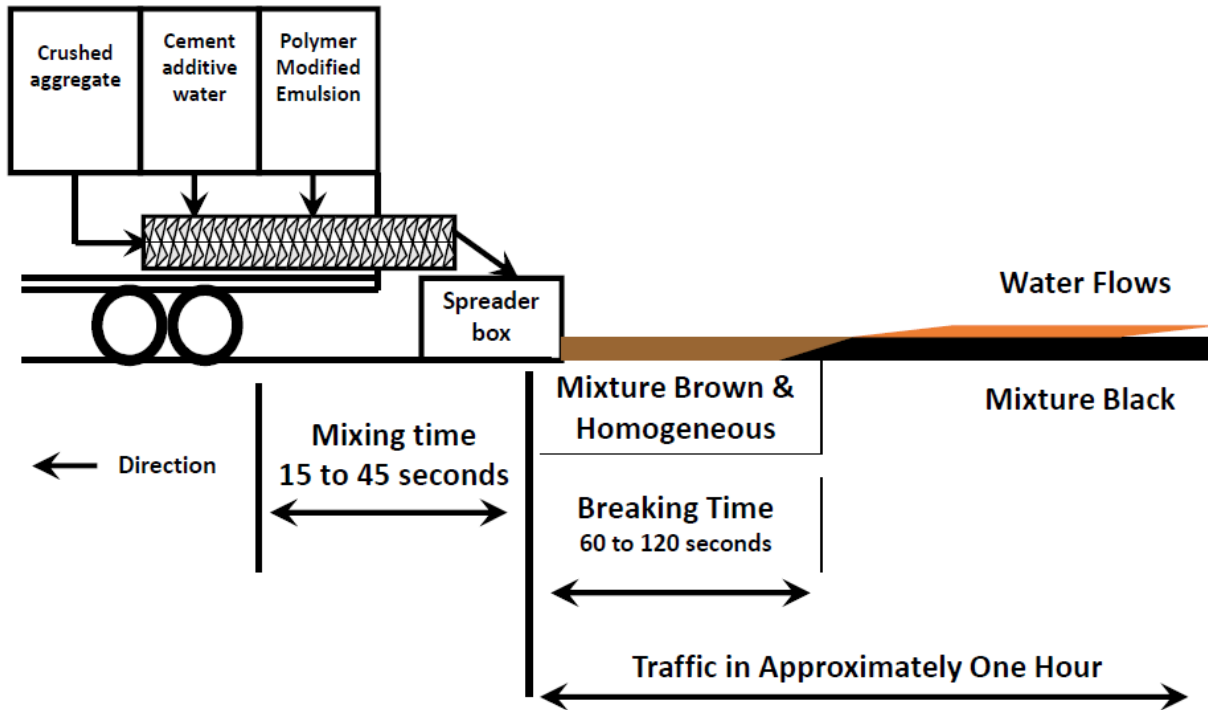 Crushed
aggregate
Cement
additive
water
Polymer
Modified
Emulsion
Spreader
box
Water Flows
Mixture Brown &
Homogeneous
Mixture Black
Direction
Mixing time
15 to 45 seconds
Breaking Time
60 to 120 seconds
Traffic in Approximately One Hour